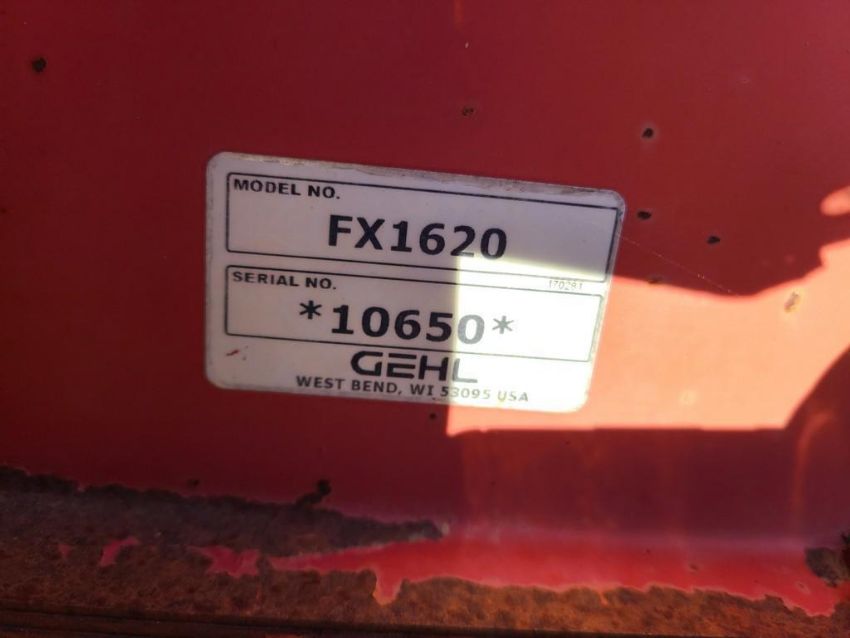 MODEL NO.
FX1620
SERIAL NO. 170281
*10650*
GEHL
WEST BEND, WI 53095 USA